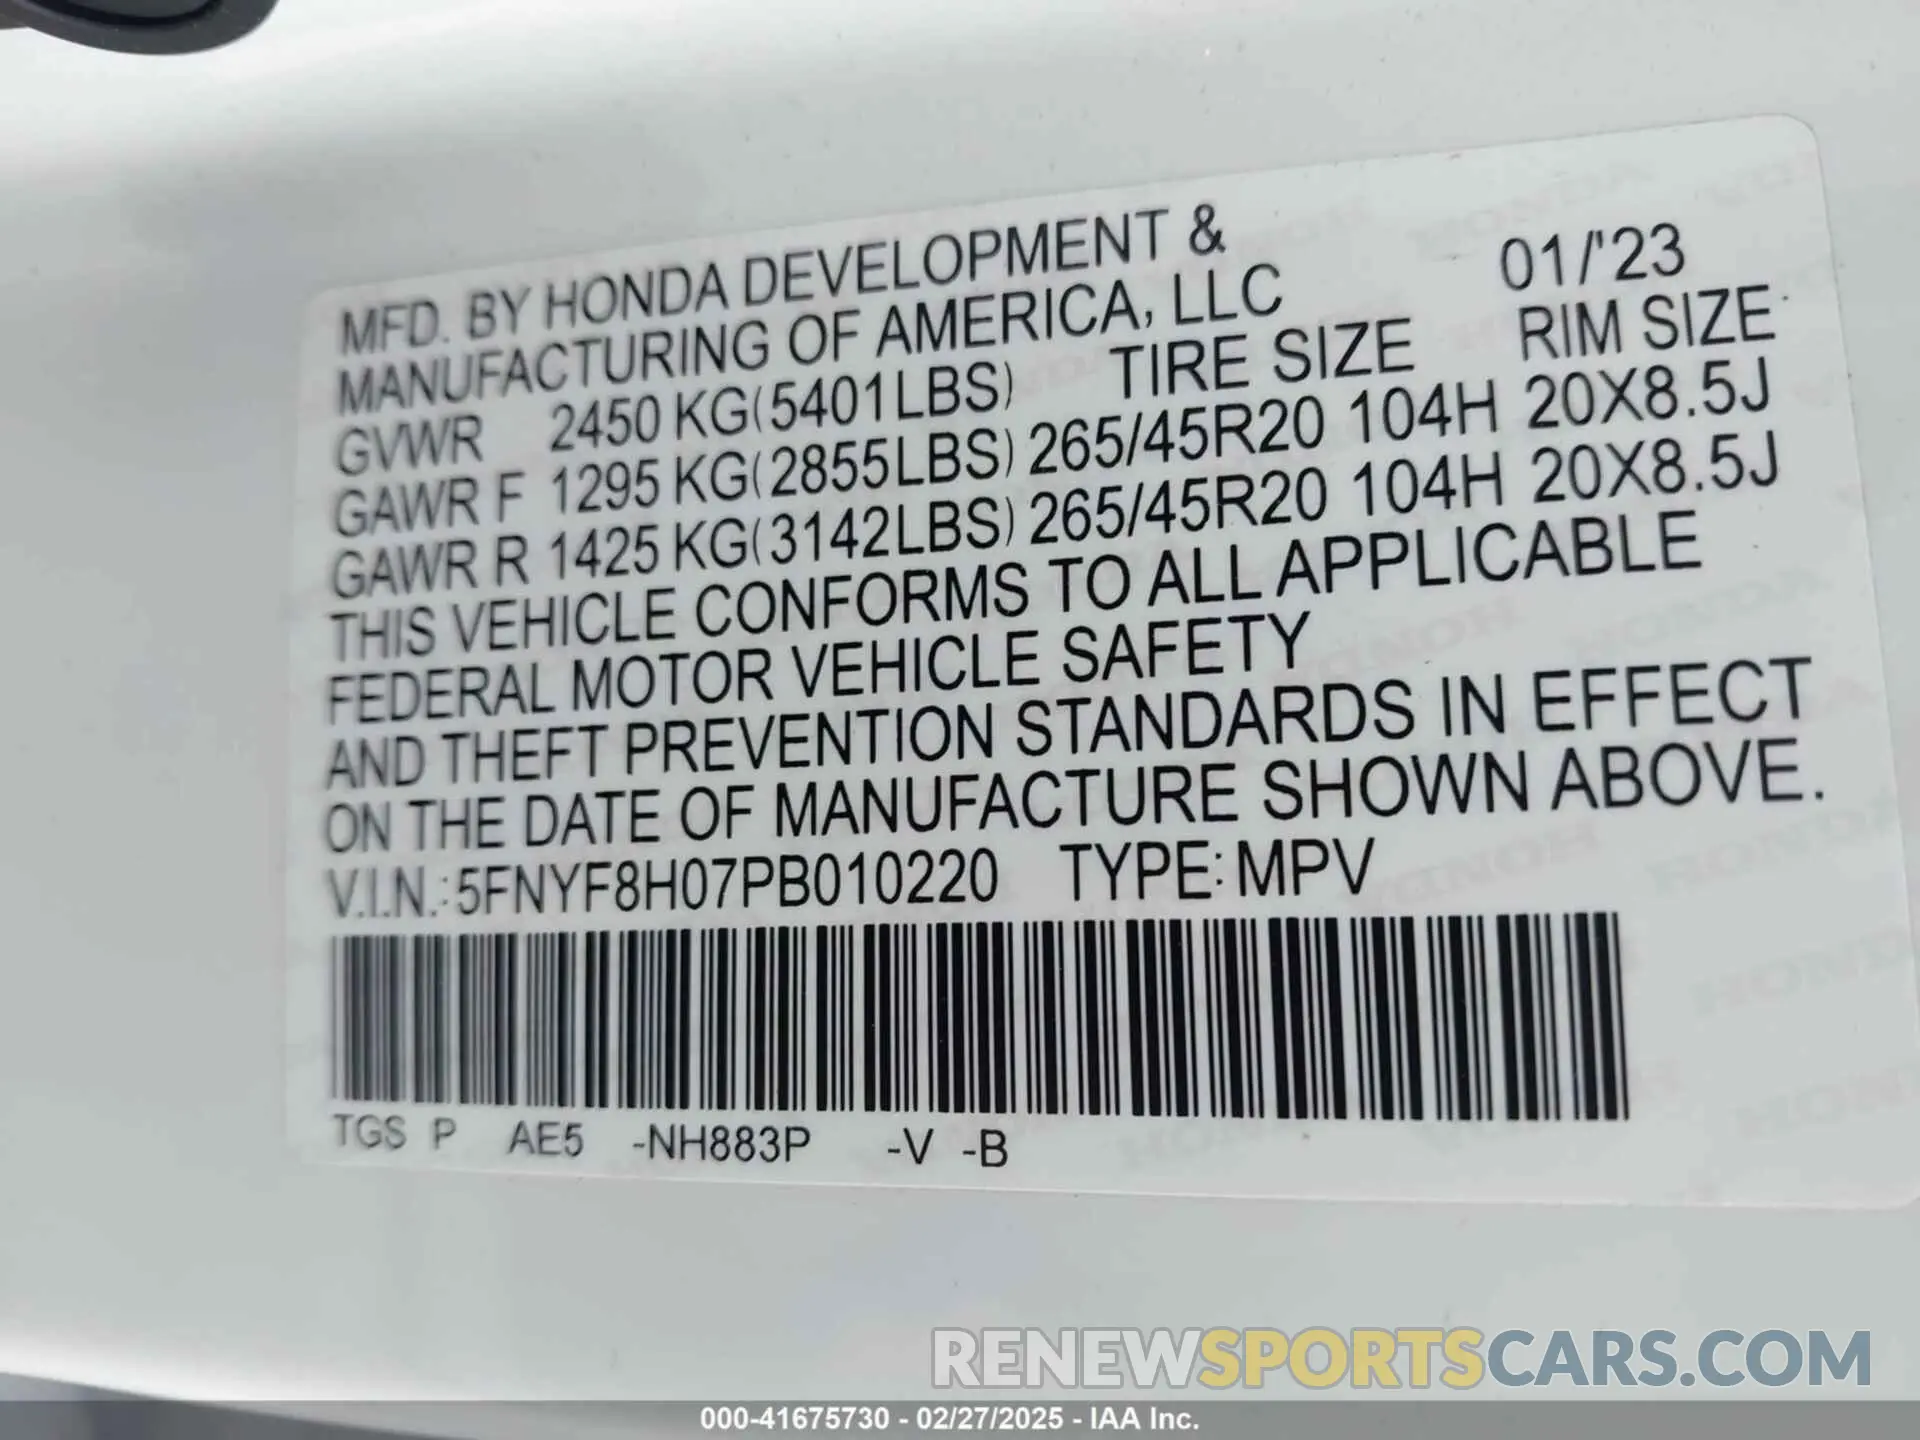 MFD. BY HONDA DEVELOPMENT &
MANUFACTURING OF AMERICA, LLC 01/'23
GVWR 2450 KG(5401LBS) TIRE SIZE RIM SIZE
GAWR F 1295 KG(2855LBS) 265/45R20 104H 20X8.5J
GAWR R 1425 KG(3142LBS) 265/45R20 104H 20X8.5J
THIS VEHICLE CONFORMS TO ALL APPLICABLE
FEDERAL MOTOR VEHICLE SAFETY
AND THEFT PREVENTION STANDARDS IN EFFECT
ON THE DATE OF MANUFACTURE SHOWN ABOVE.
V.I.N.:5FNYF8H07PB010220 TYPE:MPV
TGS P AE5 -NH883P -V -B
RENEWSPORTSCARS.COM
000-41675730 - 02/27/2025 - IAA Inc.